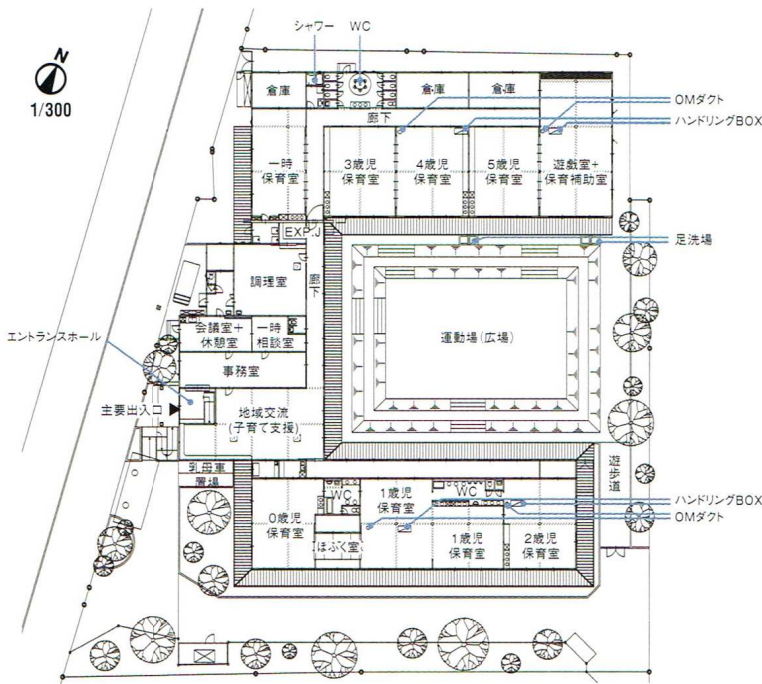 シャワー WC
N
1/300
倉庫
倉庫
倉庫
OMダクト
ハンドリングBOX
廊下
一時
保育室
3歳児
保育室
4歳児
保育室
5歳児
保育室
遊戯室+
保育補助室
EXP.J
足洗場
調理室
廊下
エントランスホール
会議室+
休憩室
一時
相談室
運動場(広場)
事務室
主要出入口
地域交流
(子育て支援)
乳母車
置場
遊歩道
WC
WC
ハンドリングBOX
OMダクト
0歳児
保育室
1歳児
保育室
ほふく室
1歳児
保育室
2歳児
保育室